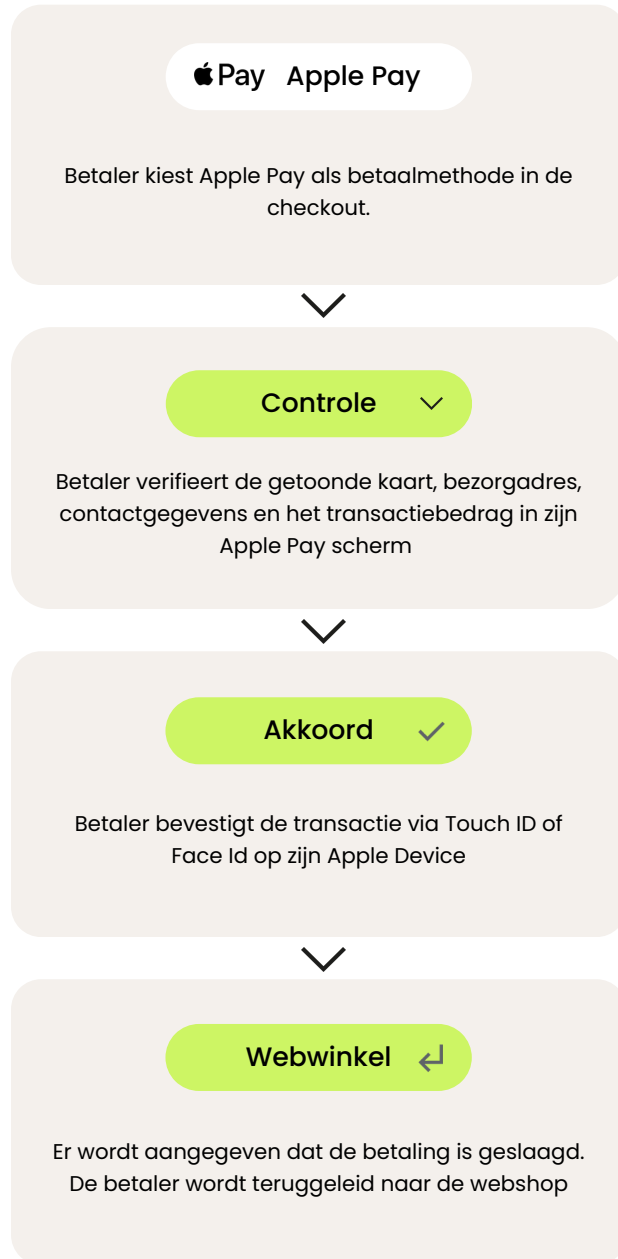 Pay Apple Pay
Betaler kiest Apple Pay als betaalmethode in de
checkout.
Controle
Betaler verifieert de getoonde kaart, bezorgadres,
contactgegevens en het transactiebedrag in zijn
Apple Pay scherm
Akkoord
Betaler bevestigt de transactie via Touch ID of
Face Id op zijn Apple Device
Webwinkel
Er wordt aangegeven dat de betaling is geslaagd.
De betaler wordt teruggeleid naar de webshop